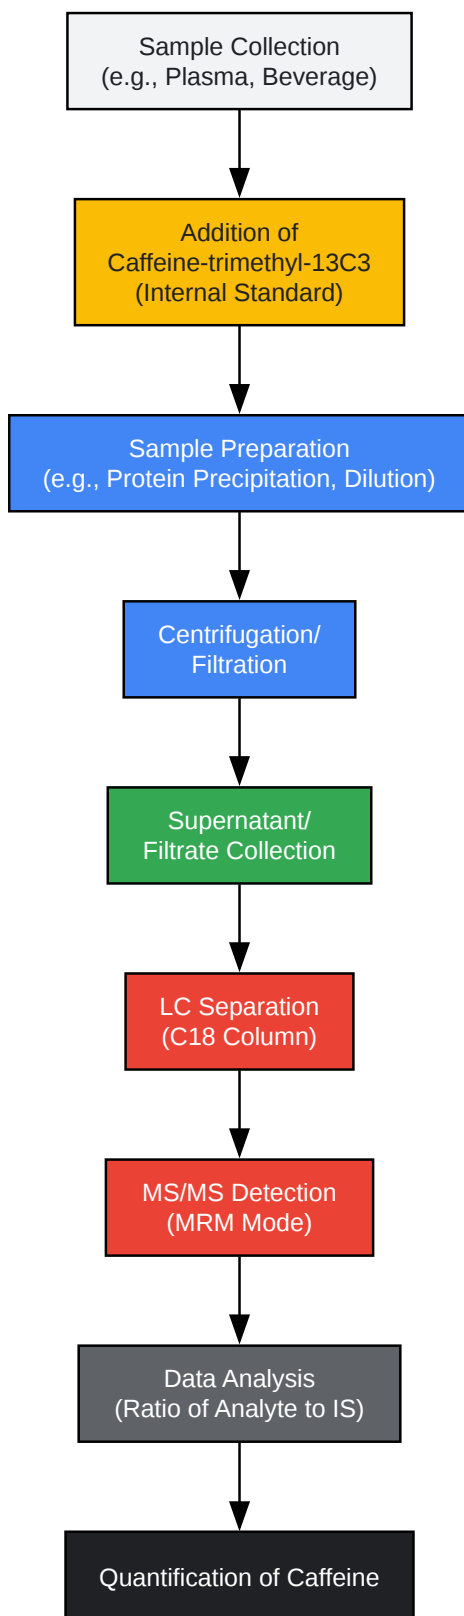 Sample Collection
(e.g., Plasma, Beverage)
Addition of
Caffeine-trimethyl-13C3
(Internal Standard)
Sample Preparation
(e.g., Protein Precipitation, Dilution)
Centrifugation/
Filtration
Supernatant/
Filtrate Collection
LC Separation
(C18 Column)
MS/MS Detection
(MRM Mode)
Data Analysis
(Ratio of Analyte to IS)
Quantification of Caffeine